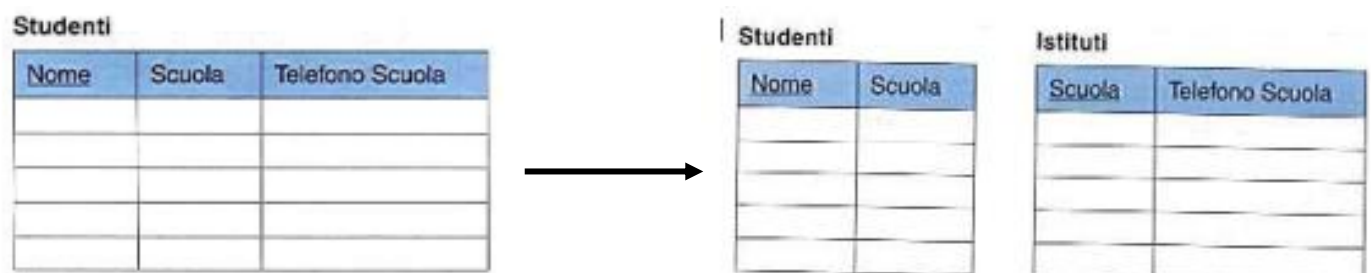 Studenti
Nome Scuola Telefono Scuola
Studenti
Nome Scuola
Istituti
Scuola Telefono Scuola